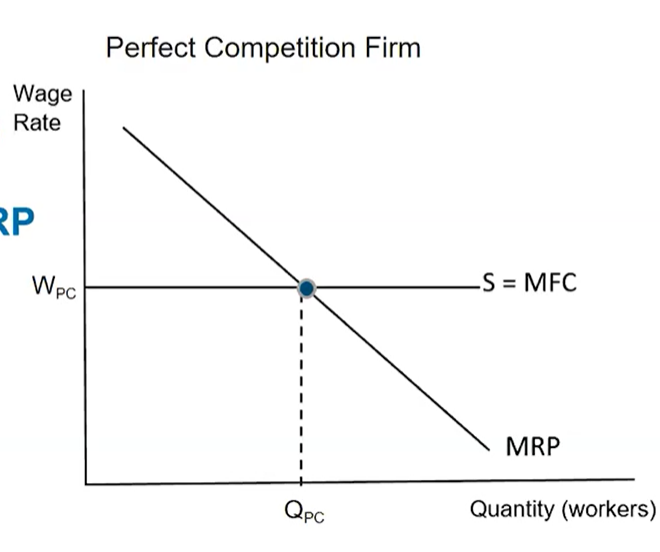 Perfect Competition Firm
Wage
Rate
RP
W_PC
S = MFC
MRP
Q_PC
Quantity (workers)